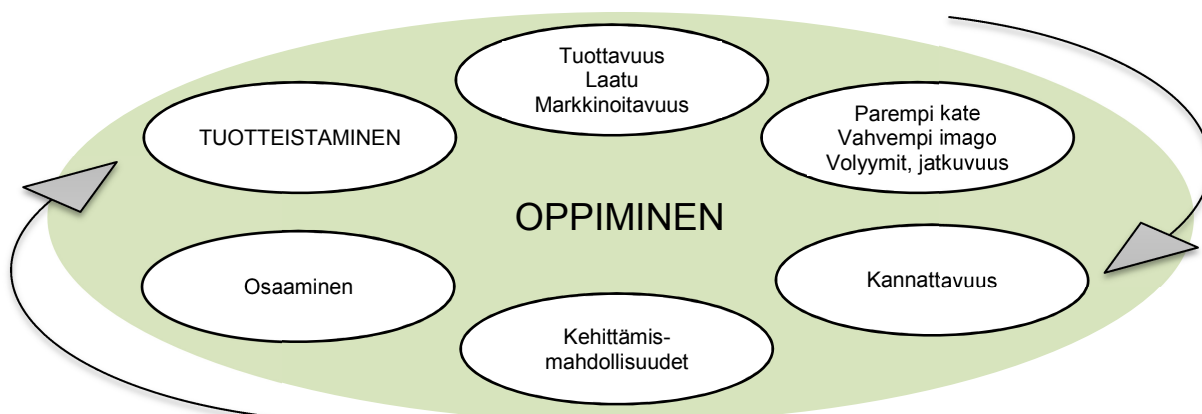 Tuottavuus
Laatu
Markkinoitavuus
TUOTTEISTAMINEN
Parempi kate
Vahvempi imago
Volyymit, jatkuvuus
OPPIMINEN
Osaaminen
Kannattavuus
Kehittämis-
mahdollisuudet